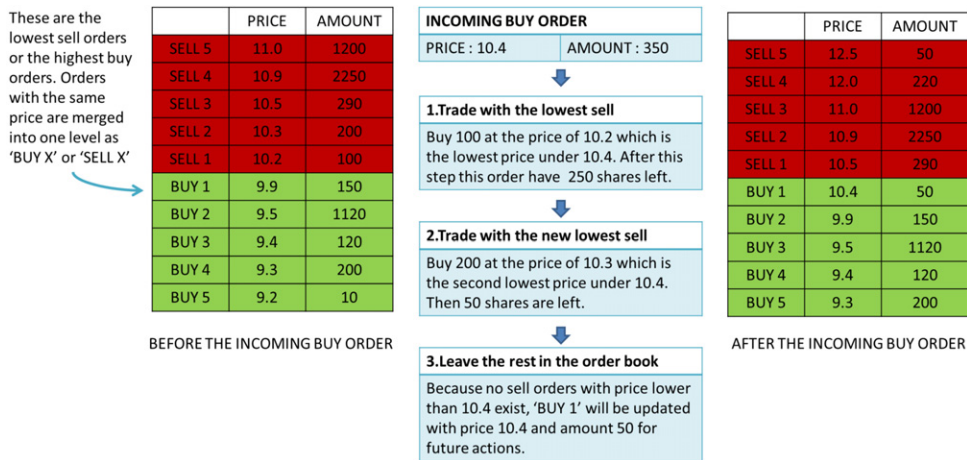 These are the
lowest sell orders
or the highest buy
orders. Orders
with the same
price are merged
into one level as
‘BUY X’ or ‘SELL X’
PRICE AMOUNT
SELL 5 11.0 1200
SELL 4 10.9 2250
SELL 3 10.5 290
SELL 2 10.3 200
SELL 1 10.2 100
BUY 1 9.9 150
BUY 2 9.5 1120
BUY 3 9.4 120
BUY 4 9.3 200
BUY 5 9.2 10
BEFORE THE INCOMING BUY ORDER
INCOMING BUY ORDER
PRICE : 10.4 AMOUNT : 350
1.Trade with the lowest sell
Buy 100 at the price of 10.2 which is
the lowest price under 10.4. After this
step this order have 250 shares left.
2.Trade with the new lowest sell
Buy 200 at the price of 10.3 which is
the second lowest price under 10.4.
Then 50 shares are left.
3.Leave the rest in the order book
Because no sell orders with price lower
than 10.4 exist, ‘BUY 1’ will be updated
with price 10.4 and amount 50 for
future actions.
PRICE AMOUNT
SELL 5 12.5 50
SELL 4 12.0 220
SELL 3 11.0 1200
SELL 2 10.9 2250
SELL 1 10.5 290
BUY 1 10.4 50
BUY 2 9.9 150
BUY 3 9.5 1120
BUY 4 9.4 120
BUY 5 9.3 200
AFTER THE INCOMING BUY ORDER